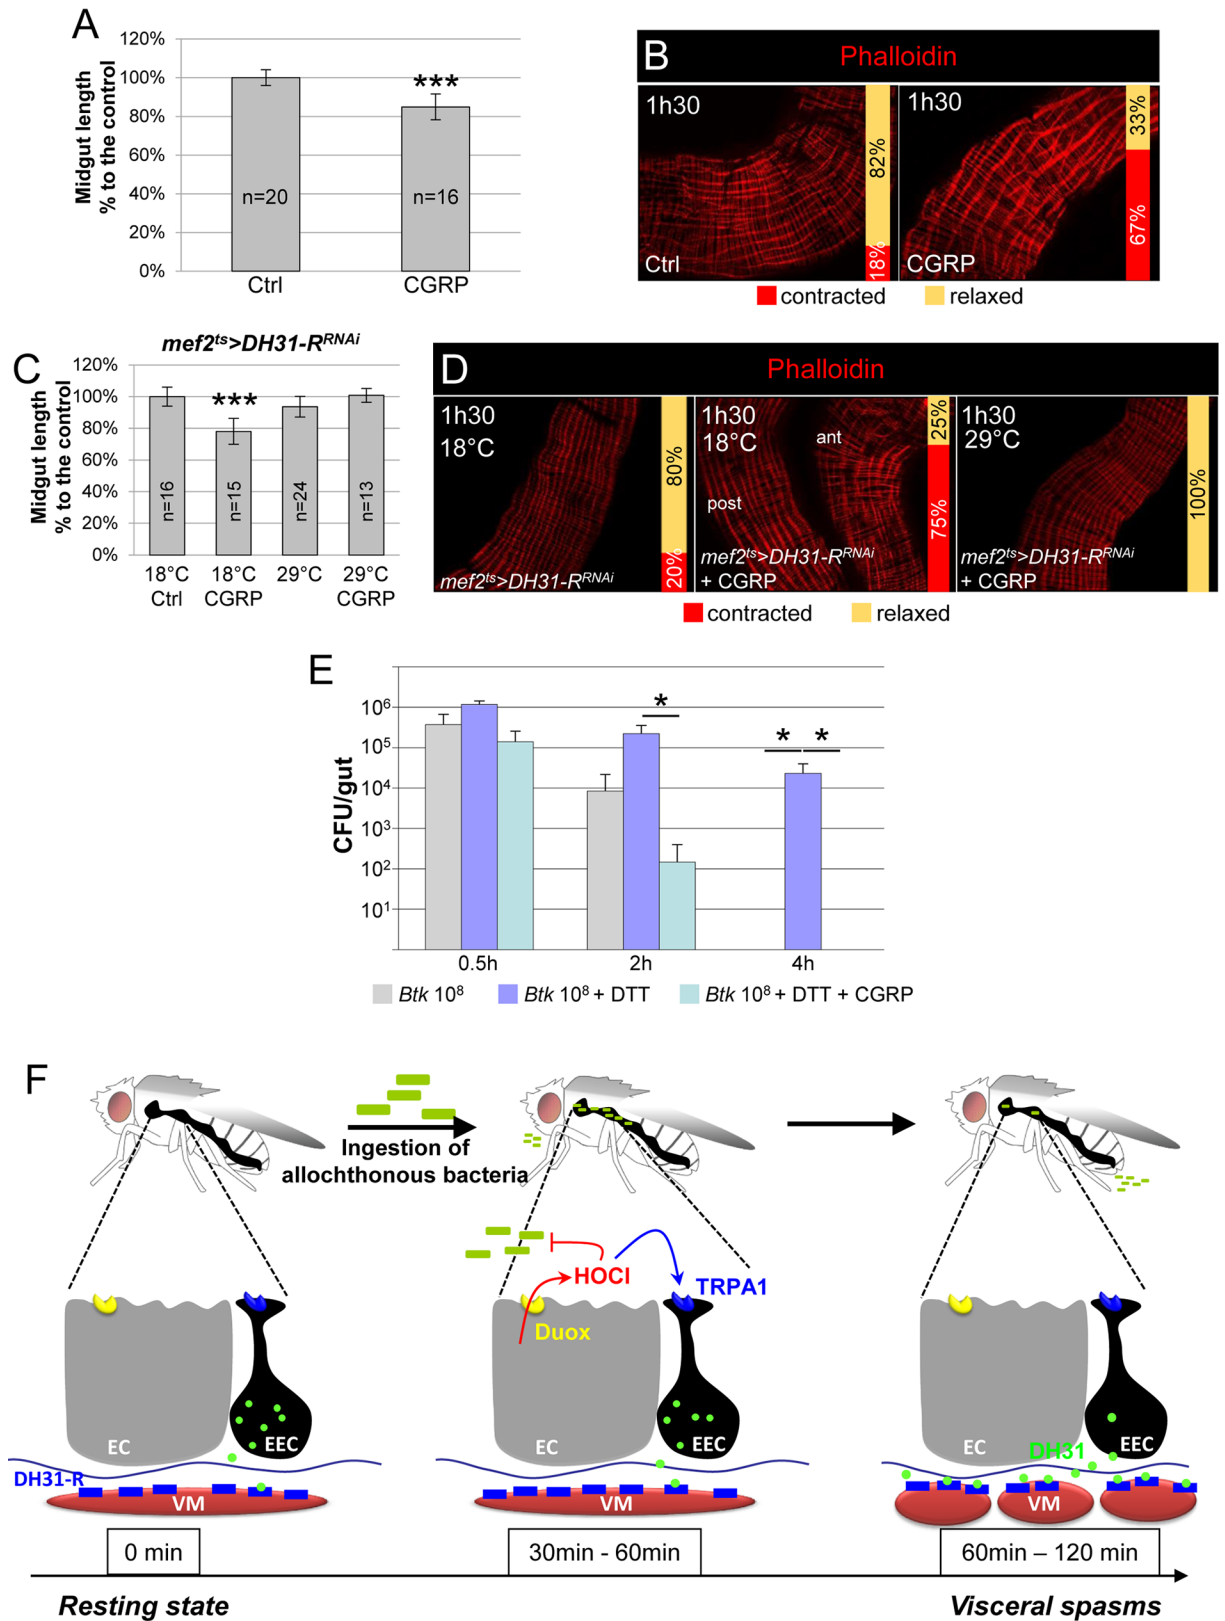 A
120%
100%
80%
60%
40%
20%
0%
Midgut length
% to the control
***
n=20
n=16
Ctrl
CGRP
B
Phalloidin
1h30
82%
18%
Ctrl
1h30
33%
67%
CGRP
contracted
relaxed
C
mef2ts>DH31-RRNAi
120%
100%
80%
60%
40%
20%
0%
Midgut length
% to the control
***
n=16
n=15
n=24
n=13
18°C 18°C 29°C 29°C
Ctrl CGRP CGRP
D
Phalloidin
1h30
18°C
80%
20%
mef2ts>DH31-RRNAi
1h30
18°C
ant
post
25%
75%
mef2ts>DH31-RRNAi
+ CGRP
1h30
29°C
100%
mef2ts>DH31-RRNAi
+ CGRP
contracted
relaxed
E
CFU/gut
10⁶
10⁵
10⁴
10³
10²
10¹
*
* *
0.5h
2h
4h
Btk 10⁸
Btk 10⁸ + DTT
Btk 10⁸ + DTT + CGRP
F
Ingestion of
allochthonous bacteria
HOCl
TRPA1
Duox
EC
EEC
DH31-R
VM
EC
EEC
VM
EC
EEC
DH31
VM
0 min
30min - 60min
60min – 120 min
Resting state
Visceral spasms